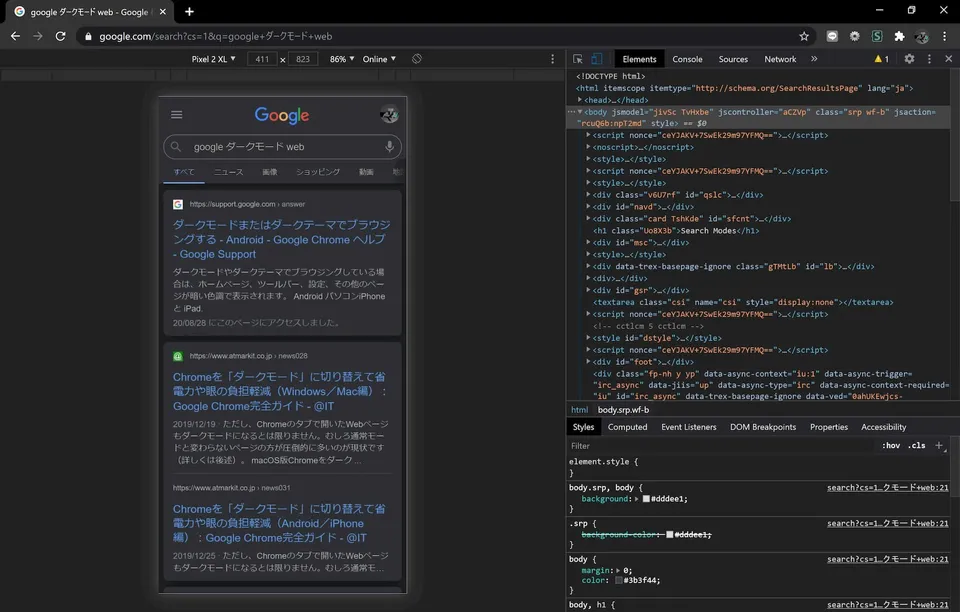 google ダークモード web - Google
google.com/search?cs=1&q=google+ダークモード+web
Pixel 2 XL ▼ 411 × 823 86% ▼ Online ▼
Google
google ダークモード web
すべて ニュース 画像 ショッピング 動画 地
https://support.google.com › answer
ダークモードまたはダークテーマでブラウジ
ングする - Android - Google Chrome ヘルプ
- Google Support
ダークモードやダークテーマでブラウジングしている場
合は、ホームページ、ツールバー、設定、その他のペー
ジが暗い色調で表示されます。 Android パソコンiPhone
と iPad.
20/08/28 にこのページにアクセスしました。
https://www.atmarkit.co.jp › news028
Chromeを「ダークモード」に切り替えて省
電力や眼の負担軽減（Windows／Mac編）：
Google Chrome完全ガイド - @IT
2019/12/19 · ただし、Chromeのタブで開いたWebページ
もダークモードになるとは限りません。むしろ通常モー
ドと変わらないページの方が圧倒的に多いのが現状です
（詳しくは後述）。 macOS版Chromeをダーク...
https://www.atmarkit.co.jp › news031
Chromeを「ダークモード」に切り替えて省
電力や眼の負担軽減（Android／iPhone
編）：Google Chrome完全ガイド - @IT
2019/12/25 · ただし、Chromeのタブで開いたWebページ
もダークモードになるとは限りません。むしろ通常モ...
Elements Console Sources Network » 1
<!DOCTYPE html>
<html itemscope itemtype="http://schema.org/SearchResultsPage" lang="ja">
<head>…</head>
<body jsmodel="jivSc TvHxbe" jscontroller="aCZVp" class="srp wf-b" jsaction=
"rcuQ6b:npT2md" style> == $0
<script nonce="ceYJAKV+7SwEk29m97YFMQ==">…</script>
<noscript>…</noscript>
<style>…</style>
<script nonce="ceYJAKV+7SwEk29m97YFMQ==">…</script>
<style>…</style>
<div class="v6U7rf" id="qslc">…</div>
<div id="navd">…</div>
<div class="card TshKde" id="sfcnt">…</div>
<h1 class="Uo8X3b">Search Modes</h1>
<div id="msc">…</div>
<style>…</style>
<div data-trex-basepage-ignore class="gTMtLb" id="lb">…</div>
<div>…</div>
<div id="gsr">…</div>
<textarea class="csi" name="csi" style="display:none"></textarea>
<script nonce="ceYJAKV+7SwEk29m97YFMQ==">…</script>
<!-- cctlcm 5 cctlcm -->
<style id="dstyle">…</style>
<script nonce="ceYJAKV+7SwEk29m97YFMQ==">…</script>
<div id="foot">…</div>
<div class="fp-nh y yp" data-async-context="iu:1" data-async-trigger=
"irc_async" data-jiis="up" data-async-type="irc" data-async-context-required=
"iu" id="irc_async" data-trex-basepage-ignore data-ved="0ahUKEwjcs-
html body.srp.wf-b
Styles Computed Event Listeners DOM Breakpoints Properties Accessibility
Filter :hov .cls +
element.style {
}
body.srp, body { search?cs=1…クモード+web:21
background: #dddee1;
}
.srp { search?cs=1…クモード+web:21
background-color: #dddee1;
}
body { search?cs=1…クモード+web:21
margin: 0;
color: #3b3f44;
}
body, h1 { search?cs=1…クモード+web:21